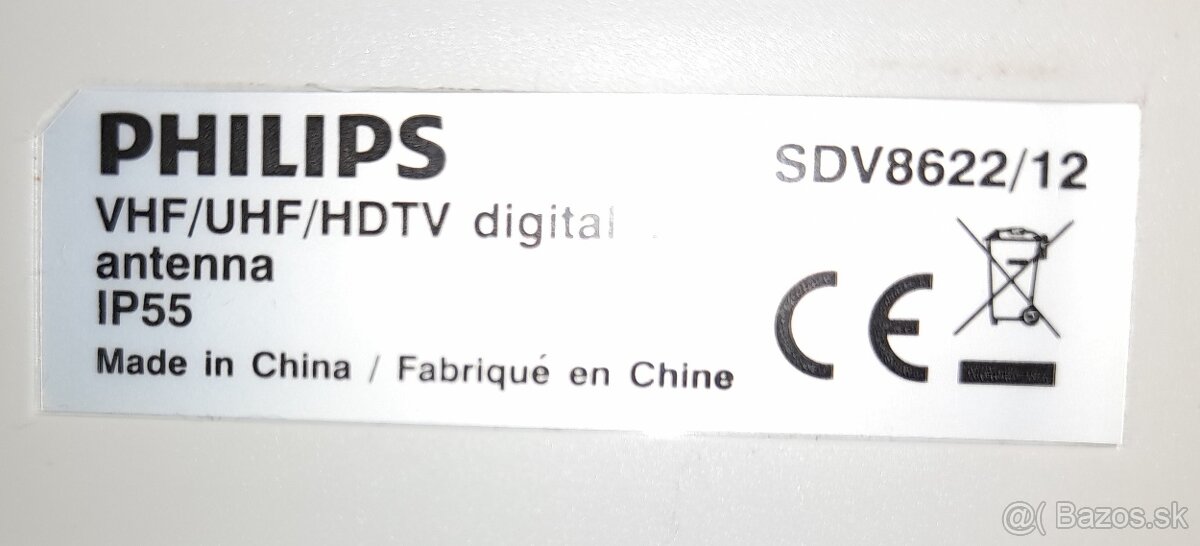 PHILIPS
SDV8622/12
VHF/UHF/HDTV digital
antenna
IP55
Made in China / Fabriqué en Chine
CE
@( Bazos.sk